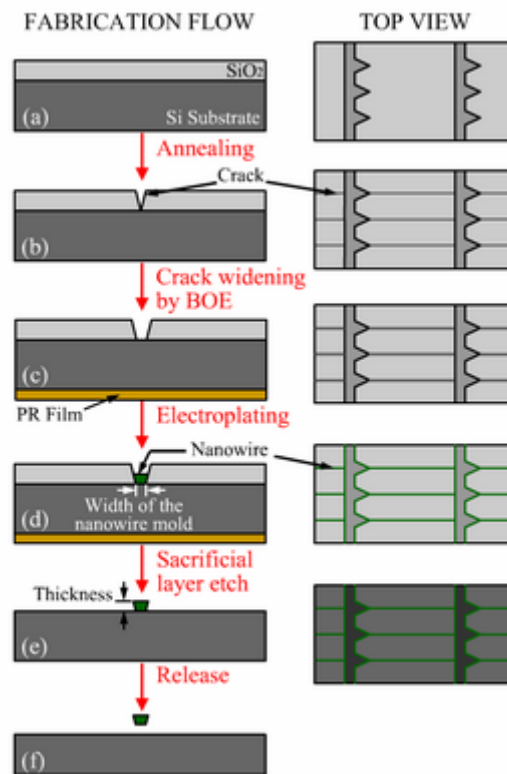 FABRICATION FLOW
TOP VIEW
SiO2
Si Substrate
(a)
Annealing
Crack
(b)
Crack widening
by BOE
(c)
PR Film
Electroplating
Nanowire
Width of the
nanowire mold
(d)
Sacrificial
layer etch
Thickness
(e)
Release
(f)